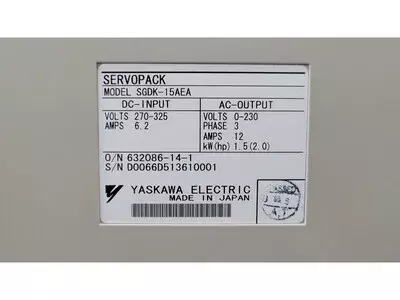 SERVOPACK
MODEL SGDK-15AEA
DC-INPUT AC-OUTPUT
VOLTS 270-325 VOLTS 0-230
AMPS 6.2 PHASE 3
AMPS 12
kW(hp) 1.5(2.0)
O/N 632086-14-1
S/N D0066D513610001
YASKAWA ELECTRIC
MADE IN JAPAN